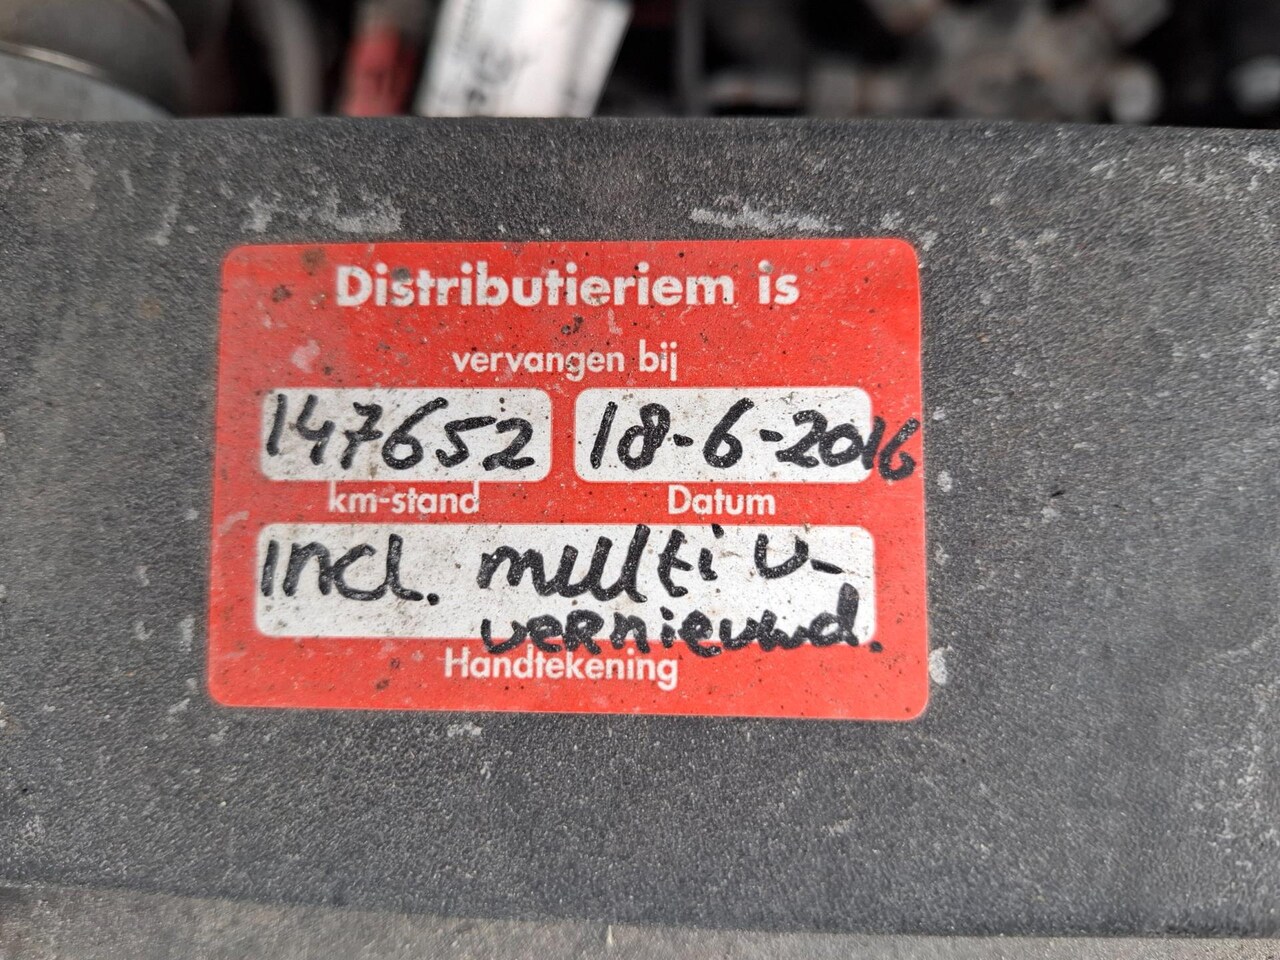 Distributieriem is
vervangen bij
147652 18-6-2016
km-stand Datum
incl. multi v-
vernieuwd.
Handtekening